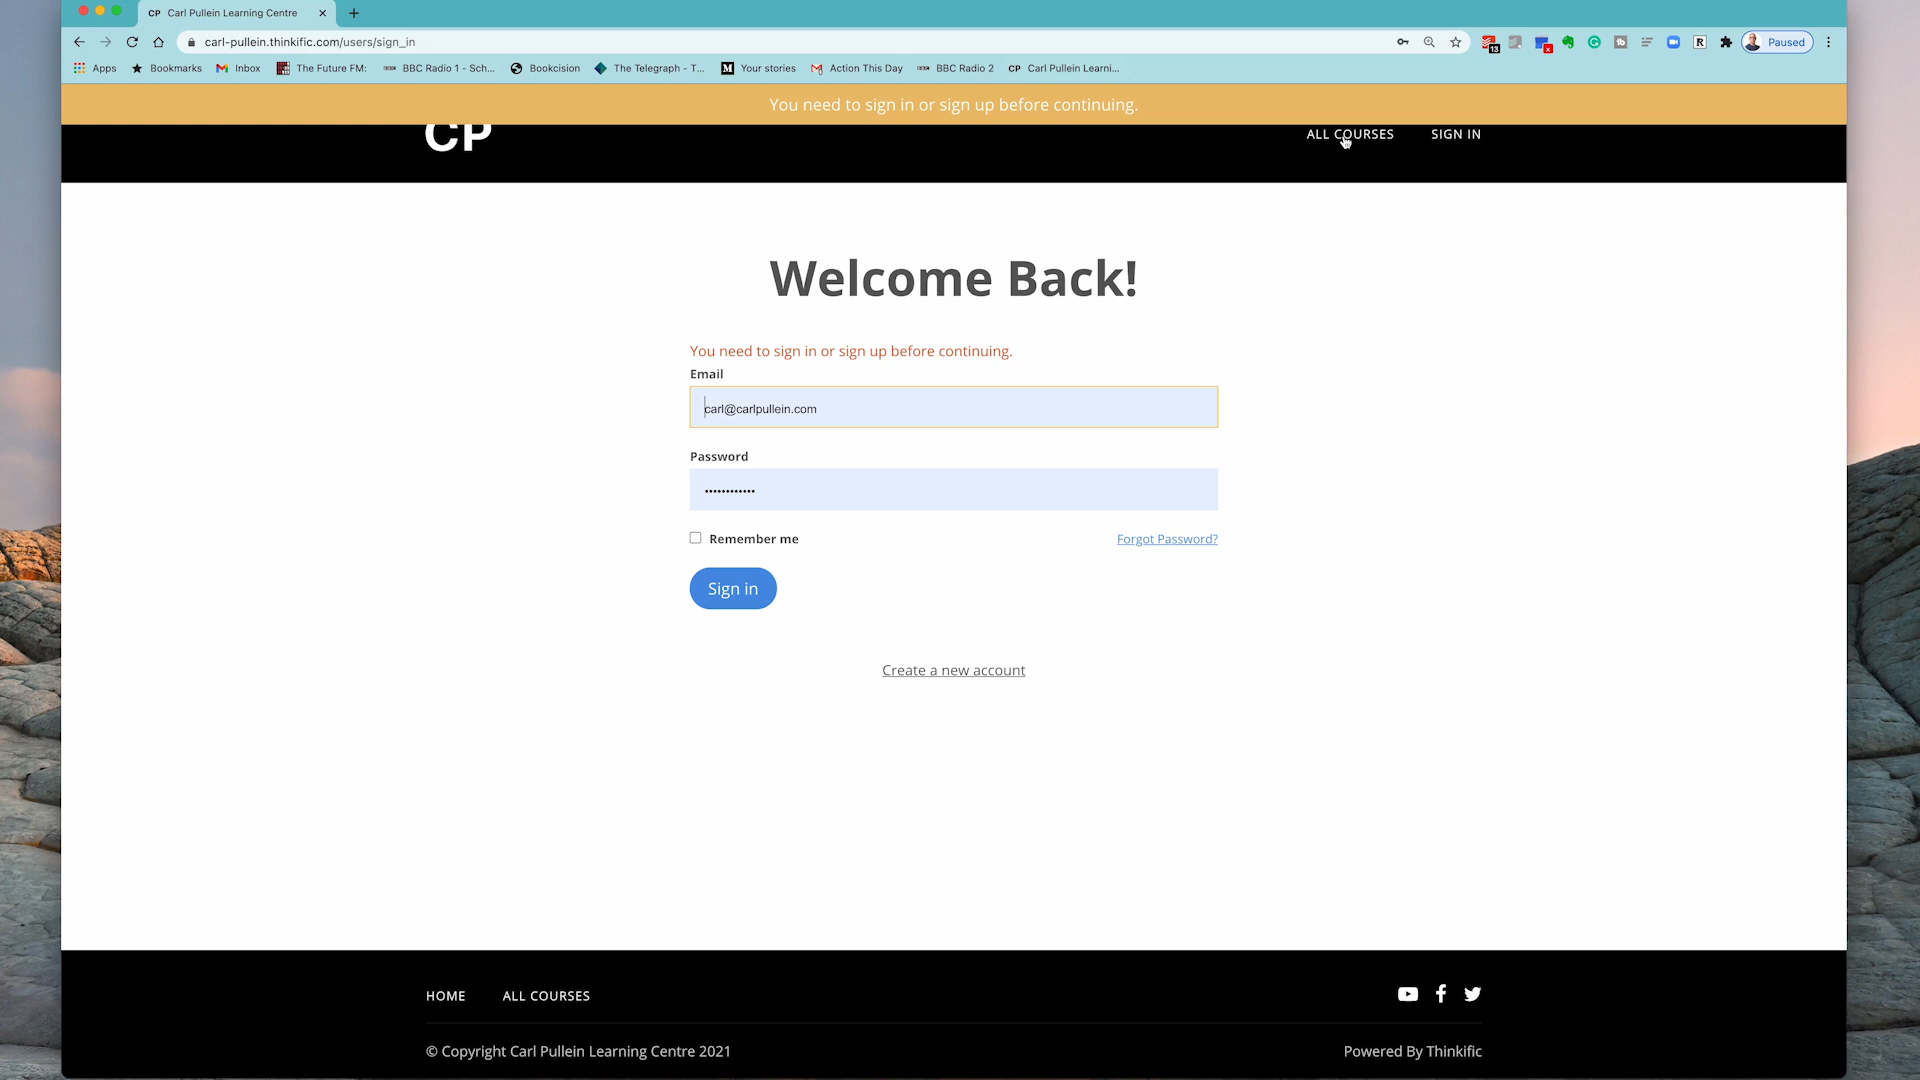 CP Carl Pullein Learning Centre
carl-pullein.thinkific.com/users/sign_in
13
x
R
Paused
Apps Bookmarks Inbox The Future FM: BBC Radio 1 - Sch... Bookcision The Telegraph - T... M Your stories Action This Day BBC Radio 2 CP Carl Pullein Learni...
You need to sign in or sign up before continuing.
CP
ALL COURSES SIGN IN
Welcome Back!
You need to sign in or sign up before continuing.
Email
carl@carlpullein.com
Password
Remember me Forgot Password?
Sign in
Create a new account
HOME ALL COURSES
© Copyright Carl Pullein Learning Centre 2021 Powered By Thinkific